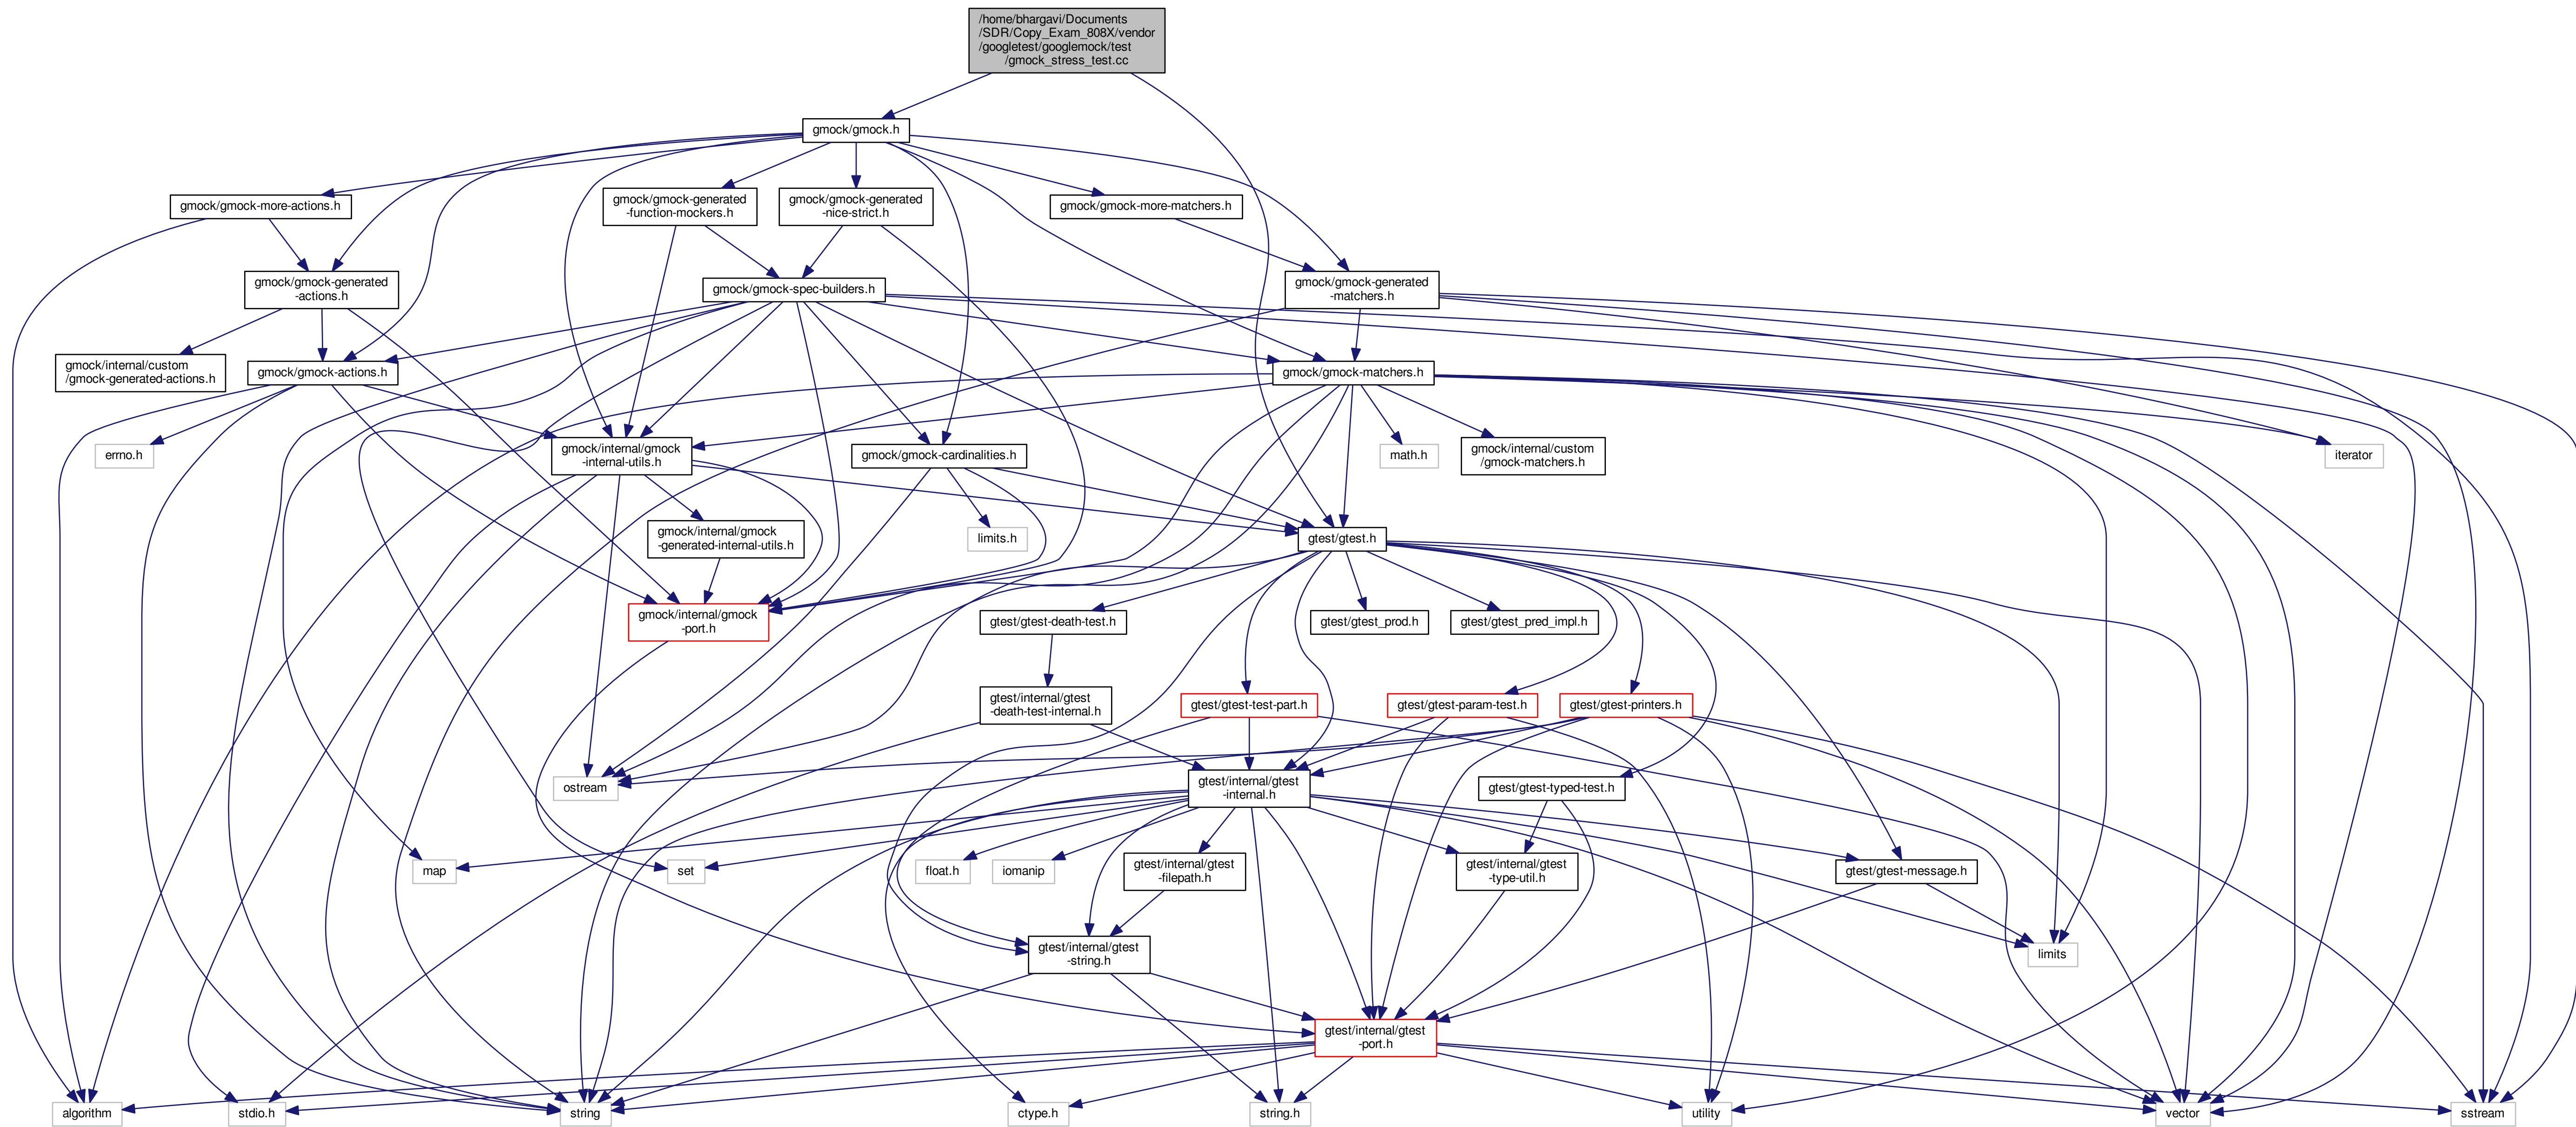 /home/bhargavi/Documents
/SDR/Copy_Exam_808X/vendor
/googletest/googlemock/test
/gmock_stress_test.cc
gmock/gmock.h
gmock/gmock-more-actions.h
gmock/gmock-generated
-function-mockers.h
gmock/gmock-generated
-nice-strict.h
gmock/gmock-more-matchers.h
gmock/gmock-generated
-actions.h
gmock/gmock-spec-builders.h
gmock/gmock-generated
-matchers.h
gmock/internal/custom
/gmock-generated-actions.h
gmock/gmock-actions.h
gmock/gmock-matchers.h
errno.h
gmock/internal/gmock
-internal-utils.h
gmock/gmock-cardinalities.h
math.h
gmock/internal/custom
/gmock-matchers.h
iterator
gmock/internal/gmock
-generated-internal-utils.h
limits.h
gtest/gtest.h
gmock/internal/gmock
-port.h
gtest/gtest-death-test.h
gtest/gtest_prod.h
gtest/gtest_pred_impl.h
gtest/internal/gtest
-death-test-internal.h
gtest/gtest-test-part.h
gtest/gtest-param-test.h
gtest/gtest-printers.h
ostream
gtest/internal/gtest
-internal.h
gtest/gtest-typed-test.h
map
set
float.h
iomanip
gtest/internal/gtest
-filepath.h
gtest/internal/gtest
-type-util.h
gtest/gtest-message.h
gtest/internal/gtest
-string.h
limits
gtest/internal/gtest
-port.h
algorithm
stdio.h
string
ctype.h
string.h
utility
vector
sstream